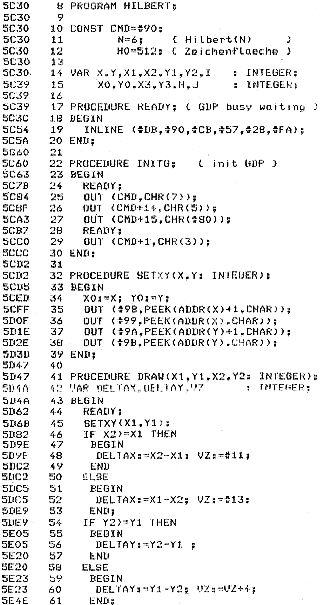 5C30 8 PROGRAM HILBERT;
5C30 9
5C30 10 CONST CMD=#90;
5C30 11 N=6; ( Hilbert(N) )
5C30 12 H0=512; ( Zeichenflaeche )
5C30 13
5C30 14 VAR X,Y,X1,X2,Y1,Y2,I : INTEGER;
5C39 15 X0,Y0,X3,Y3,H,J : INTEGER;
5C39 16
5C39 17 PROCEDURE READY; ( GDP busy waiting )
5C3C 18 BEGIN
5C54 19 INLINE (#DB,#90,#CB,#57,#28,#FA);
5C5A 20 END;
5C60 21
5C60 22 PROCEDURE INITG; ( init GDP )
5C63 23 BEGIN
5C7B 24 READY;
5C84 25 OUT (CMD,CHR(7));
5C8F 26 OUT (CMD+14,CHR(5));
5CA3 27 OUT (CMD+15,CHR(#80));
5CB7 28 READY;
5CC0 29 OUT (CMD+1,CHR(3));
5CCC 30 END;
5CD2 31
5CD2 32 PROCEDURE SETXY(X,Y: INTEGER);
5CD5 33 BEGIN
5CED 34 X0:=X; Y0:=Y;
5CFF 35 OUT (#98,PEEK(ADDR(X)+1,CHAR));
5D0F 36 OUT (#99,PEEK(ADDR(X),CHAR));
5D1E 37 OUT (#9A,PEEK(ADDR(Y)+1,CHAR));
5D2E 38 OUT (#9B,PEEK(ADDR(Y),CHAR));
5D3D 39 END;
5D47 40
5D47 41 PROCEDURE DRAW(X1,Y1,X2,Y2: INTEGER);
5D4A 42 VAR DELTAX,DELTAY,VZ : INTEGER;
5D4A 43 BEGIN
5D62 44 READY;
5D6B 45 SETXY(X1,Y1);
5D82 46 IF X2>=X1 THEN
5D9E 47 BEGIN
5D9E 48 DELTAX:=X2-X1; VZ:=#11;
5DC2 49 END
5DC2 50 ELSE
5DC5 51 BEGIN
5DC5 52 DELTAX:=X1-X2; VZ:=#13;
5DE9 53 END;
5DE9 54 IF Y2>=Y1 THEN
5E05 55 BEGIN
5E05 56 DELTAY:=Y2-Y1 ;
5E20 57 END
5E20 58 ELSE
5E23 59 BEGIN
5E23 60 DELTAY:=Y1-Y2; VZ:=VZ+4;
5E4E 61 END;